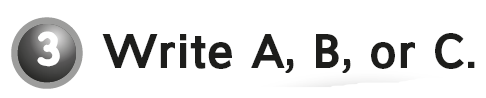 3 Write A, B, or C.